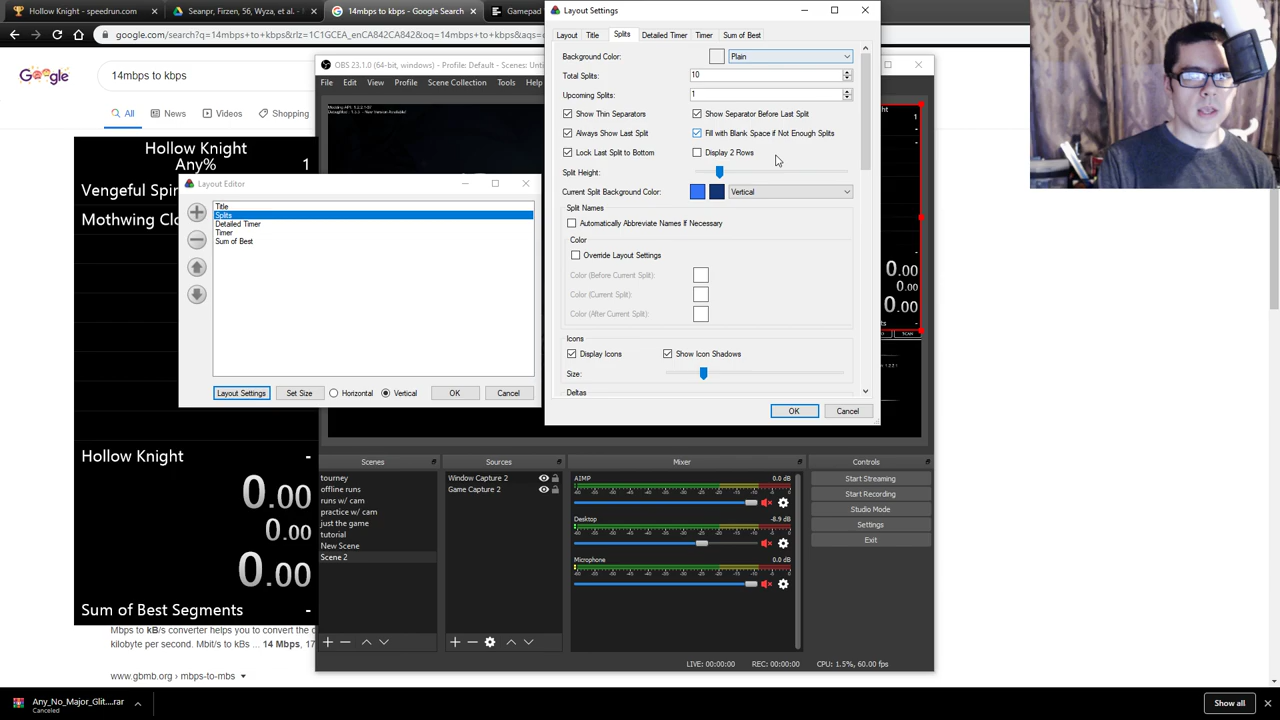 Hollow Knight - speedrun.com
Seanpr, Firzen, 56, Wyza, et al. -
14mbps to kbps - Google Search
Gamepad
google.com/search?q=14mbps+to+kbps&oq=
14mbps+to+kbps&aqs=
Google
14mbps to kbps
All
News
Videos
Shopping
Hollow Knight
Any%
1
Vengeful Spir
Mothwing Clo
Hollow Knight
-
0.00
0.00
0.00
Sum of Best Segments
-
Layout Editor
Title
Splits
Detailed Timer
Timer
Sum of Best
Layout Settings
Set Size
Horizontal
Vertical
OK
Cancel
OBS 23.1.0 (64-bit, windows) - Profile: Default - Scenes: Unti
File
Edit
View
Profile
Scene Collection
Tools
Help
Layout Settings
Layout
Title
Splits
Detailed Timer
Timer
Sum of Best
Background Color:
Plain
Total Splits:
10
Upcoming Splits:
1
Show Thin Separators
Show Separator Before Last Split
Always Show Last Split
Fill with Blank Space if Not Enough Splits
Lock Last Split to Bottom
Display 2 Rows
Split Height:
Current Split Background Color:
Vertical
Split Names
Automatically Abbreviate Names If Necessary
Color
Override Layout Settings
Color (Before Current Split):
Color (Current Split):
Color (After Current Split):
Icons
Display Icons
Show Icon Shadows
Size:
Deltas
OK
Cancel
1
0.00
0.00
0.00
Scenes
tourney
offline runs
runs w/ cam
practice w/ cam
just the game
tutorial
New Scene
Scene 2
Sources
Window Capture 2
Game Capture 2
Mixer
AIMP
0.0 dB
Desktop
-8.9 dB
Microphone
0.0 dB
Controls
Start Streaming
Start Recording
Studio Mode
Settings
Exit
LIVE: 00:00:00
REC: 00:00:00
CPU: 1.5%, 60.00 fps
Mbps to kB/s converter helps you to convert the
kilobyte per second. Mbit/s to kBs ... 14 Mbps, 17
www.gbmb.org › mbps-to-mbs
Any_No_Major_Glit....rar
Canceled
Show all